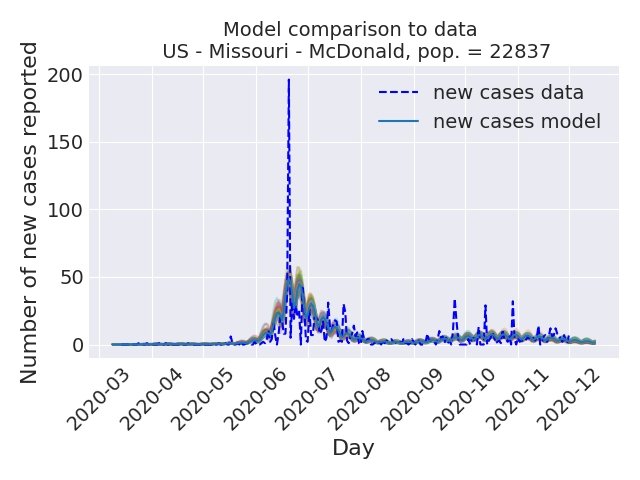 Model comparison to data
US - Missouri - McDonald, pop. = 22837
Number of new cases reported
200
150
100
50
0
new cases data
new cases model
2020-03
2020-04
2020-05
2020-06
2020-07
2020-08
2020-09
2020-10
2020-11
2020-12
Day